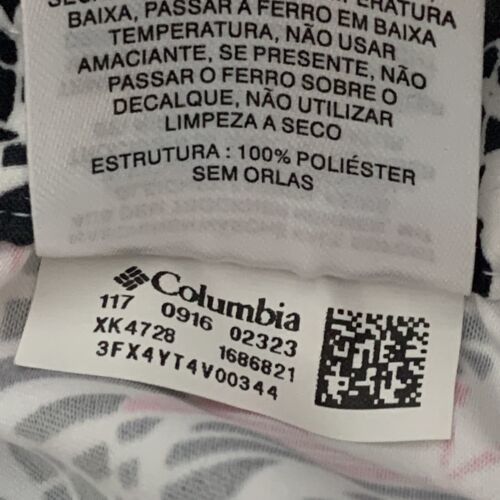 TEMPERATURA
BAIXA, PASSAR A FERRO EM BAIXA
TEMPERATURA, NÃO USAR
AMACIANTE, SE PRESENTE, NÃO
PASSAR O FERRO SOBRE O
DECALQUE, NÃO UTILIZAR
LIMPEZA A SECO
ESTRUTURA : 100% POLIÉSTER
SEM ORLAS
Columbia
117 0916 02323
XK4728 1686821
3FX4YT4V00344